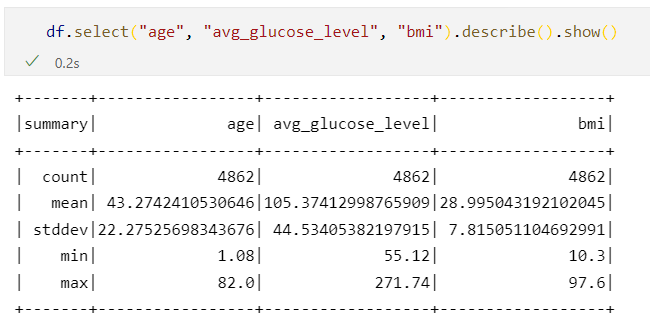 df.select("age", "avg_glucose_level", "bmi").describe().show()
✓ 0.2s
+-------+----------------+------------------+------------------+
|summary|             age| avg_glucose_level|               bmi|
+-------+----------------+------------------+------------------+
|  count|            4862|              4862|              4862|
|   mean| 43.2742410530646|105.37412998765909|28.995043192102045|
| stddev|22.27525698343676| 44.53405382197915| 7.815051104692991|
|    min|            1.08|             55.12|              10.3|
|    max|            82.0|            271.74|              97.6|
+-------+----------------+------------------+------------------+